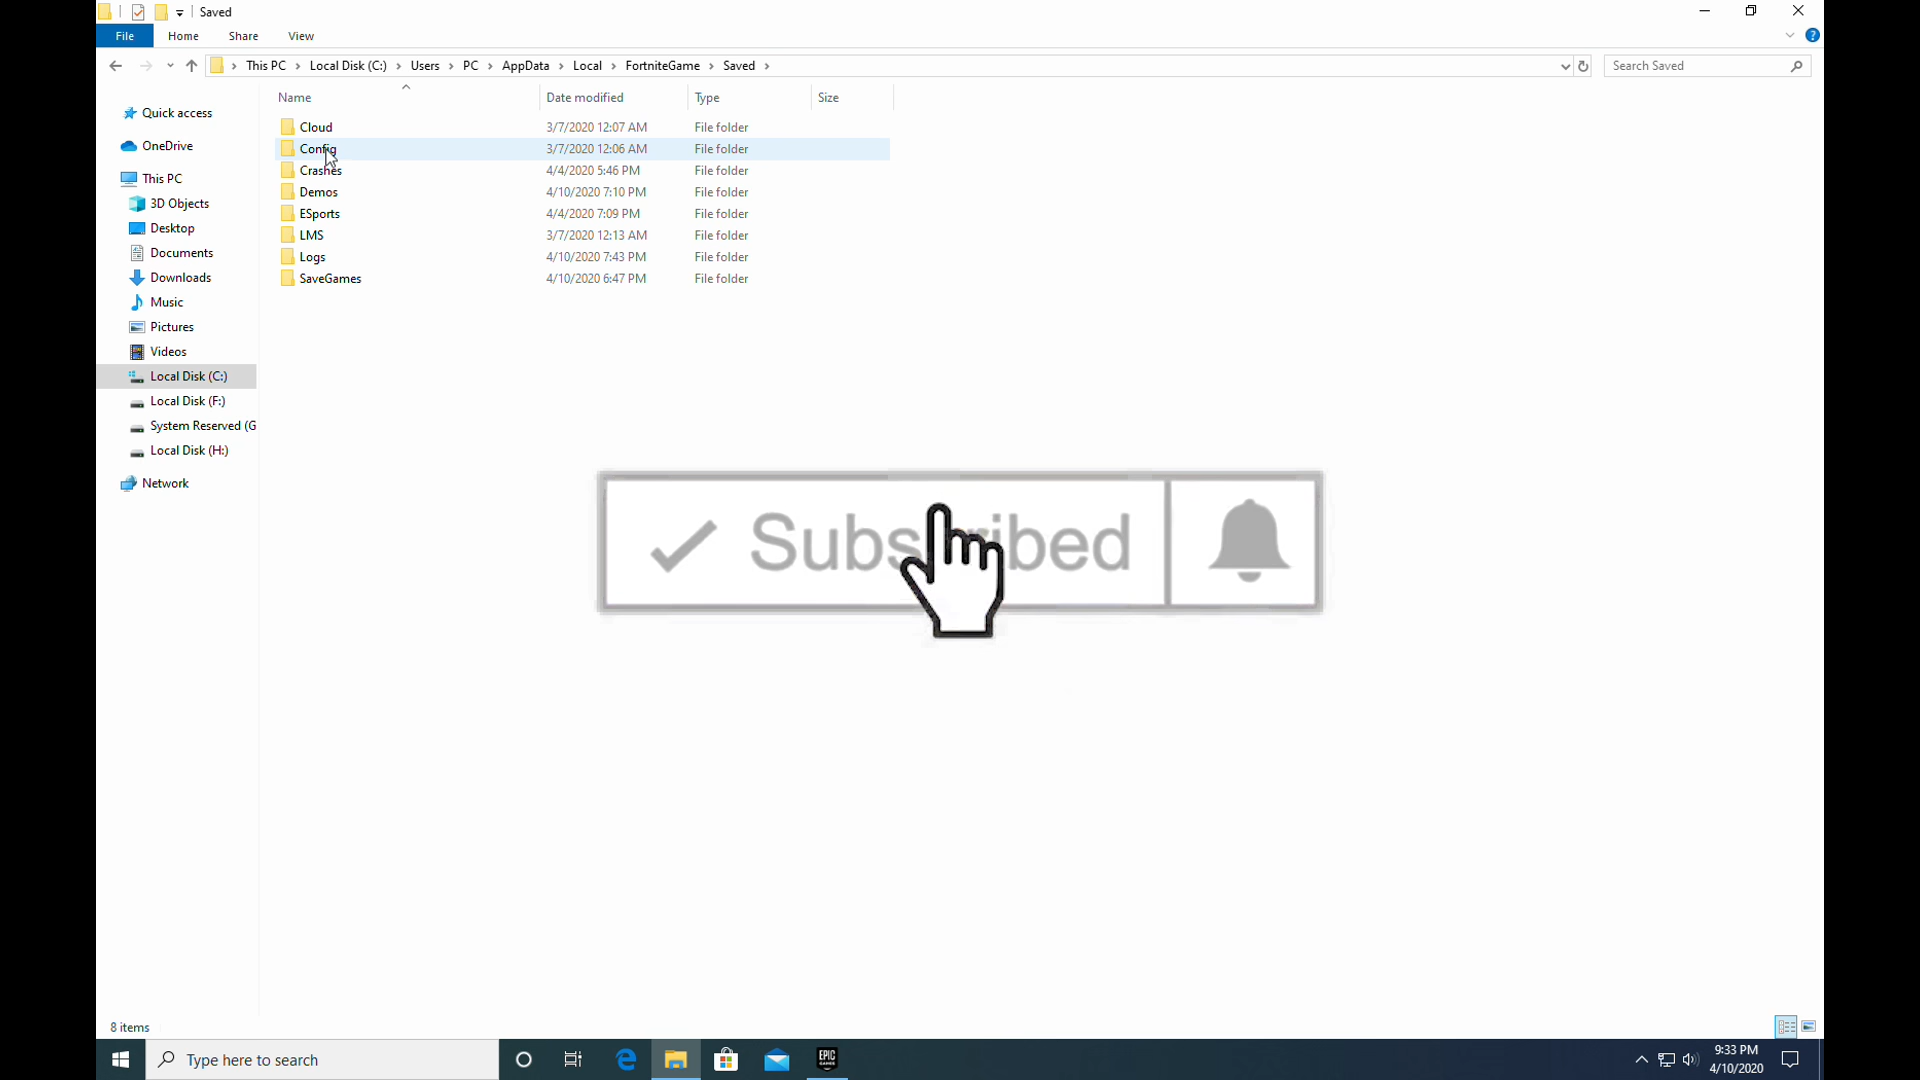 Saved
File Home Share View
This PC Local Disk (C:) Users PC AppData Local FortniteGame Saved
Search Saved
Name Date modified Type Size
Quick access
OneDrive
This PC
3D Objects
Desktop
Documents
Downloads
Music
Pictures
Videos
Local Disk (C:)
Local Disk (F:)
System Reserved (G
Local Disk (H:)
Network
Cloud 3/7/2020 12:07 AM File folder
Config 3/7/2020 12:06 AM File folder
Crashes 4/4/2020 5:46 PM File folder
Demos 4/10/2020 7:10 PM File folder
ESports 4/4/2020 7:09 PM File folder
LMS 3/7/2020 12:13 AM File folder
Logs 4/10/2020 7:43 PM File folder
SaveGames 4/10/2020 6:47 PM File folder
Subscribed
8 items
Type here to search
EPIC
GAMES
9:33 PM
4/10/2020